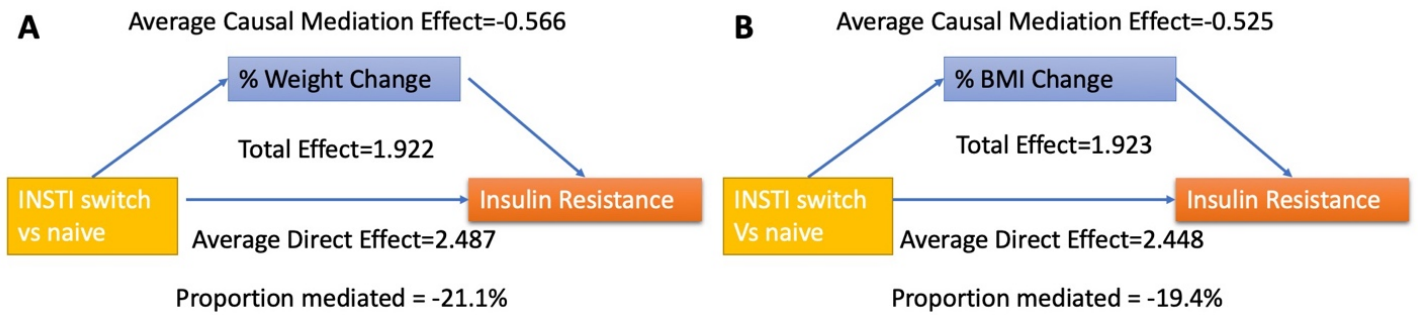 A
Average Causal Mediation Effect=-0.566
% Weight Change
Total Effect=1.922
INSTI switch
vs naive
Insulin Resistance
Average Direct Effect=2.487
Proportion mediated = -21.1%
B
Average Causal Mediation Effect=-0.525
% BMI Change
Total Effect=1.923
INSTI switch
Vs naive
Insulin Resistance
Average Direct Effect=2.448
Proportion mediated = -19.4%